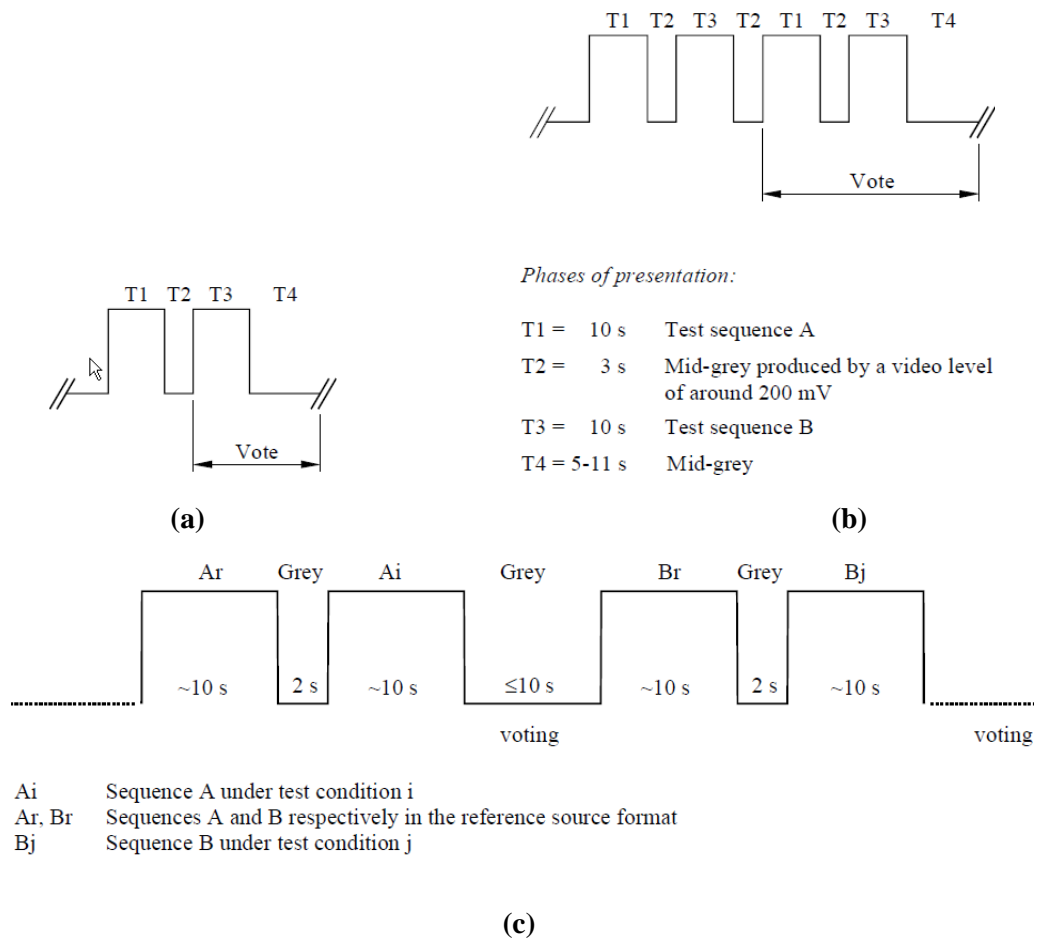 T1 T2 T3 T2 T1 T2 T3 T4
Vote
T1 T2 T3 T4
Vote
(a)
Phases of presentation:
T1 = 10 s Test sequence A
T2 = 3 s Mid-grey produced by a video level
of around 200 mV
T3 = 10 s Test sequence B
T4 = 5-11 s Mid-grey
(b)
Ar Grey Ai Grey Br Grey Bj
~10 s 2 s ~10 s ≤10 s ~10 s 2 s ~10 s
voting voting
Ai Sequence A under test condition i
Ar, Br Sequences A and B respectively in the reference source format
Bj Sequence B under test condition j
(c)